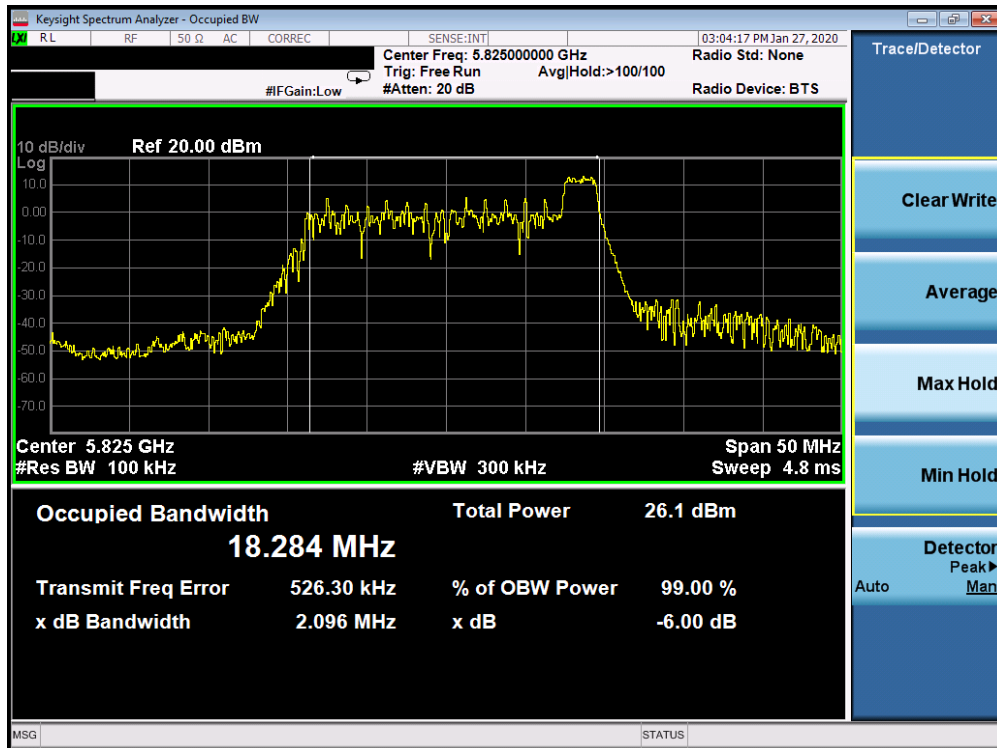 Keysight Spectrum Analyzer - Occupied BW
LXI RL RF 50 Ω AC CORREC SENSE:INT 03:04:17 PM Jan 27, 2020
Center Freq: 5.825000000 GHz Radio Std: None
Trig: Free Run Avg|Hold:>100/100
#IFGain:Low #Atten: 20 dB Radio Device: BTS
Trace/Detector
10 dB/div Ref 20.00 dBm
Log
10.0
0.00
-10.0
-20.0
-30.0
-40.0
-50.0
-60.0
-70.0
Center 5.825 GHz Span 50 MHz
#Res BW 100 kHz #VBW 300 kHz Sweep 4.8 ms
Occupied Bandwidth Total Power 26.1 dBm
18.284 MHz
Transmit Freq Error 526.30 kHz % of OBW Power 99.00 %
x dB Bandwidth 2.096 MHz x dB -6.00 dB
Clear Write
Average
Max Hold
Min Hold
Detector
Peak▶
Auto Man
MSG STATUS